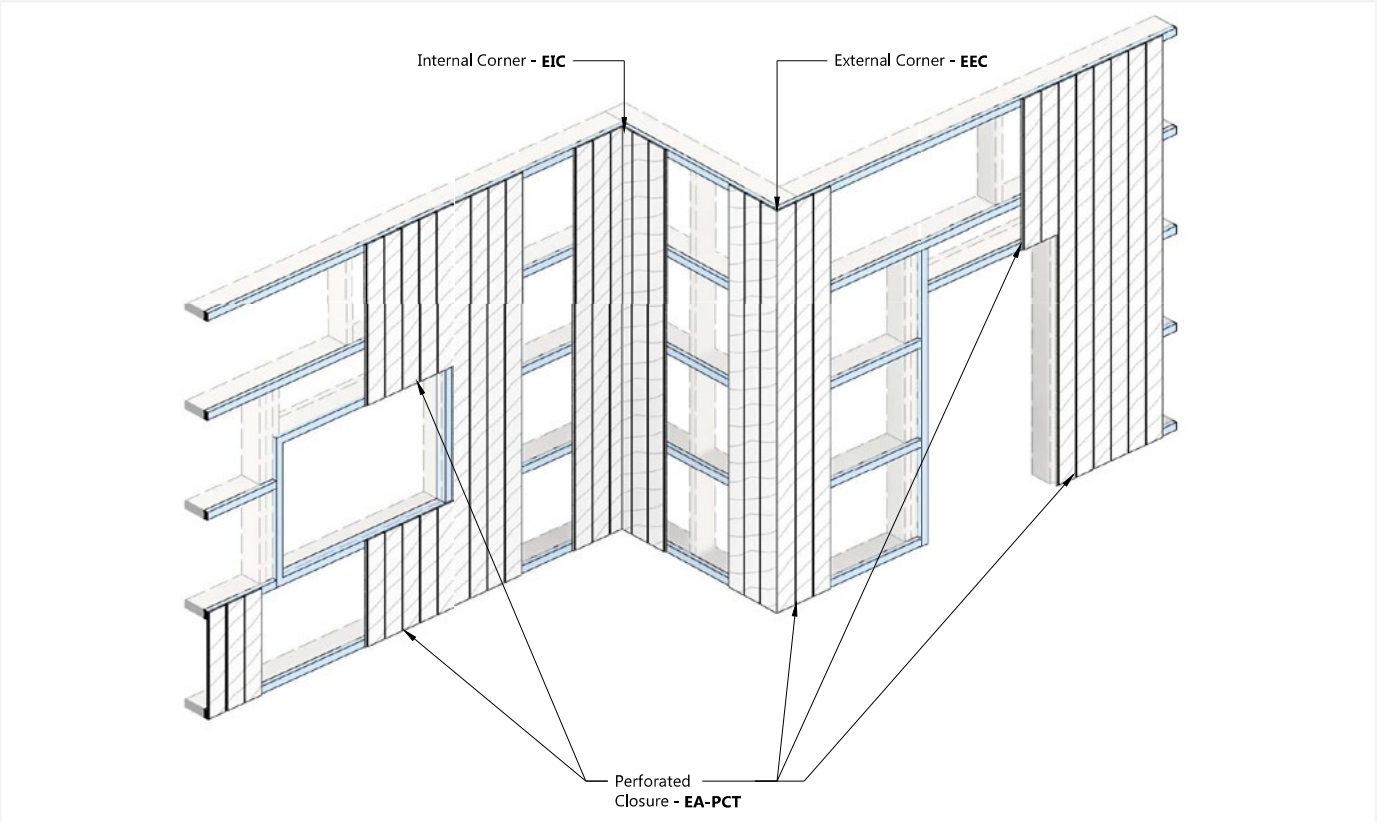 Internal Corner - EIC
External Corner - EEC
Perforated
Closure - EA-PCT